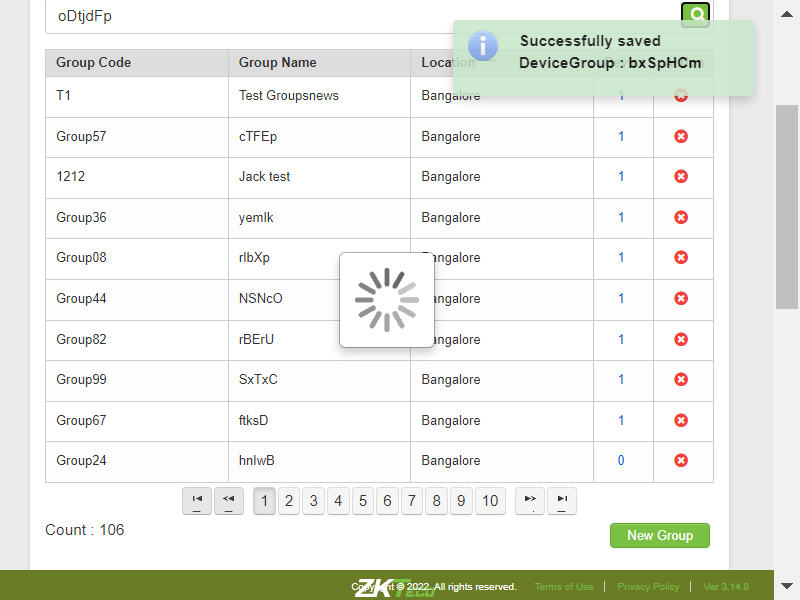 oDtjdFp
Successfully saved
DeviceGroup : bxSpHCm
Group Code Group Name Location
T1 Test Groupsnews Bangalore 1
Group57 cTFEp Bangalore 1
1212 Jack test Bangalore 1
Group36 yemlk Bangalore 1
Group08 rlbXp Bangalore 1
Group44 NSNcO Bangalore 1
Group82 rBErU Bangalore 1
Group99 SxTxC Bangalore 1
Group67 ftksD Bangalore 1
Group24 hnlwB Bangalore 0
1 2 3 4 5 6 7 8 9 10
Count : 106
New Group
ZKTeco
Copyright © 2022. All rights reserved. Terms of Use | Privacy Policy | Ver 3.14.8